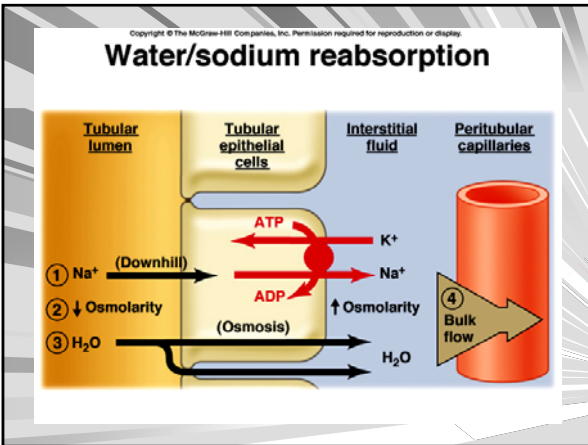 Copyright © The McGraw-Hill Companies, Inc. Permission required for reproduction or display.
Water/sodium reabsorption
Tubular
lumen
Tubular
epithelial
cells
Interstitial
fluid
Peritubular
capillaries
ATP
K⁺
① Na⁺
(Downhill)
Na⁺
ADP
② ↓ Osmolarity
↑ Osmolarity
④
Bulk
flow
(Osmosis)
③ H₂O
H₂O